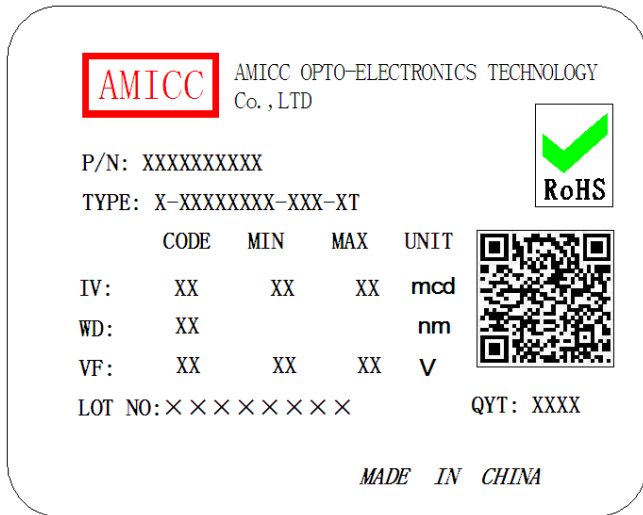 AMICC
AMICC OPTO-ELECTRONICS TECHNOLOGY
Co.,LTD
RoHS
P/N: XXXXXXXXXX
TYPE: X-XXXXXXXX-XXX-XT
CODE MIN MAX UNIT
IV: XX XX XX mcd
WD: XX nm
VF: XX XX XX V
LOT NO:××××××××
QYT: XXXX
MADE IN CHINA